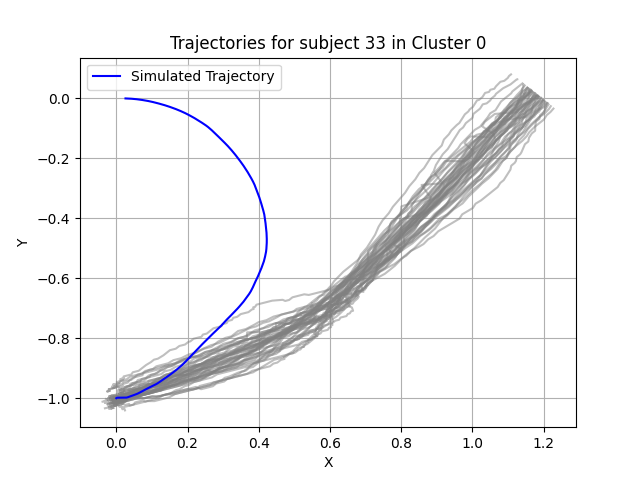 Trajectories for subject 33 in Cluster 0
Simulated Trajectory
Y
0.0
−0.2
−0.4
−0.6
−0.8
−1.0
0.0 0.2 0.4 0.6 0.8 1.0 1.2
X